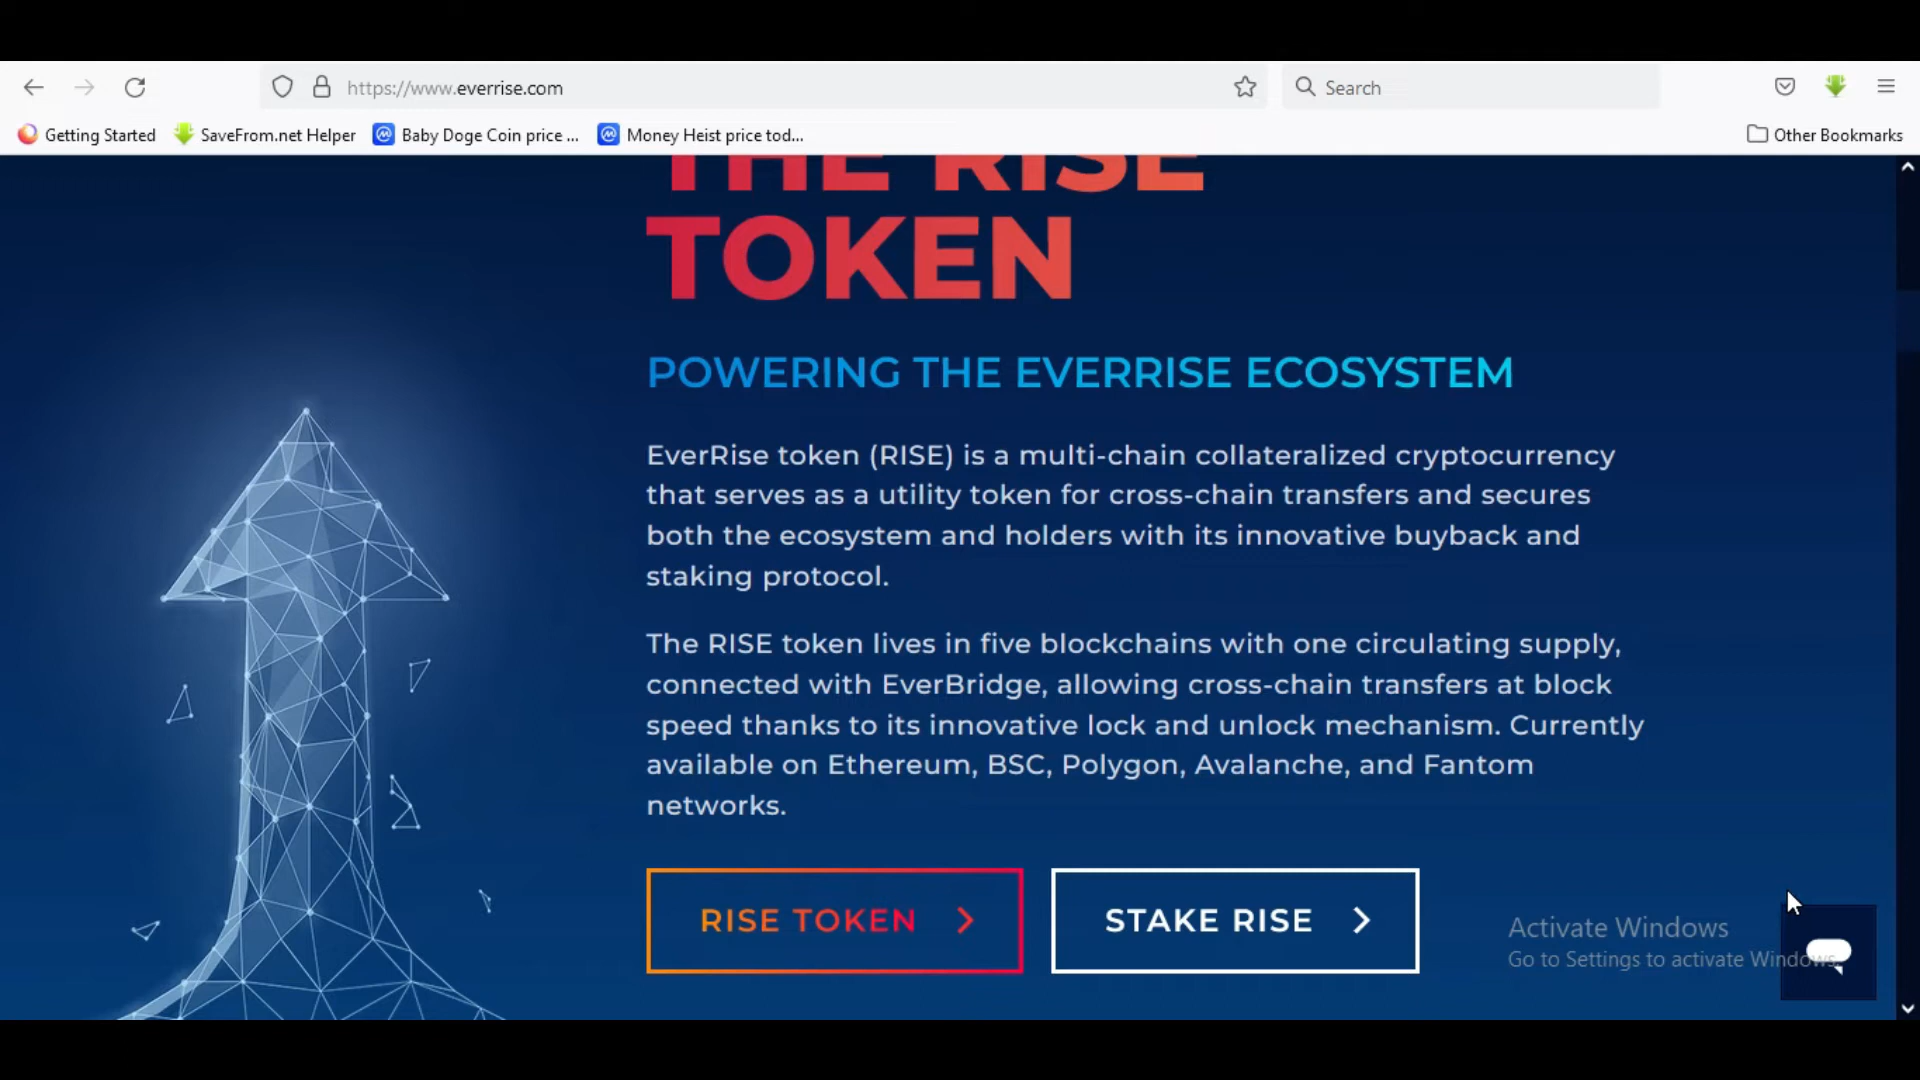 https://www.everrise.com
Search
Getting Started
SaveFrom.net Helper
Baby Doge Coin price ...
Money Heist price tod...
Other Bookmarks
THE RISE
TOKEN
POWERING THE EVERRISE ECOSYSTEM
EverRise token (RISE) is a multi-chain collateralized cryptocurrency
that serves as a utility token for cross-chain transfers and secures
both the ecosystem and holders with its innovative buyback and
staking protocol.
The RISE token lives in five blockchains with one circulating supply,
connected with EverBridge, allowing cross-chain transfers at block
speed thanks to its innovative lock and unlock mechanism. Currently
available on Ethereum, BSC, Polygon, Avalanche, and Fantom
networks.
RISE TOKEN
STAKE RISE
Activate Windows
Go to Settings to activate Windows.